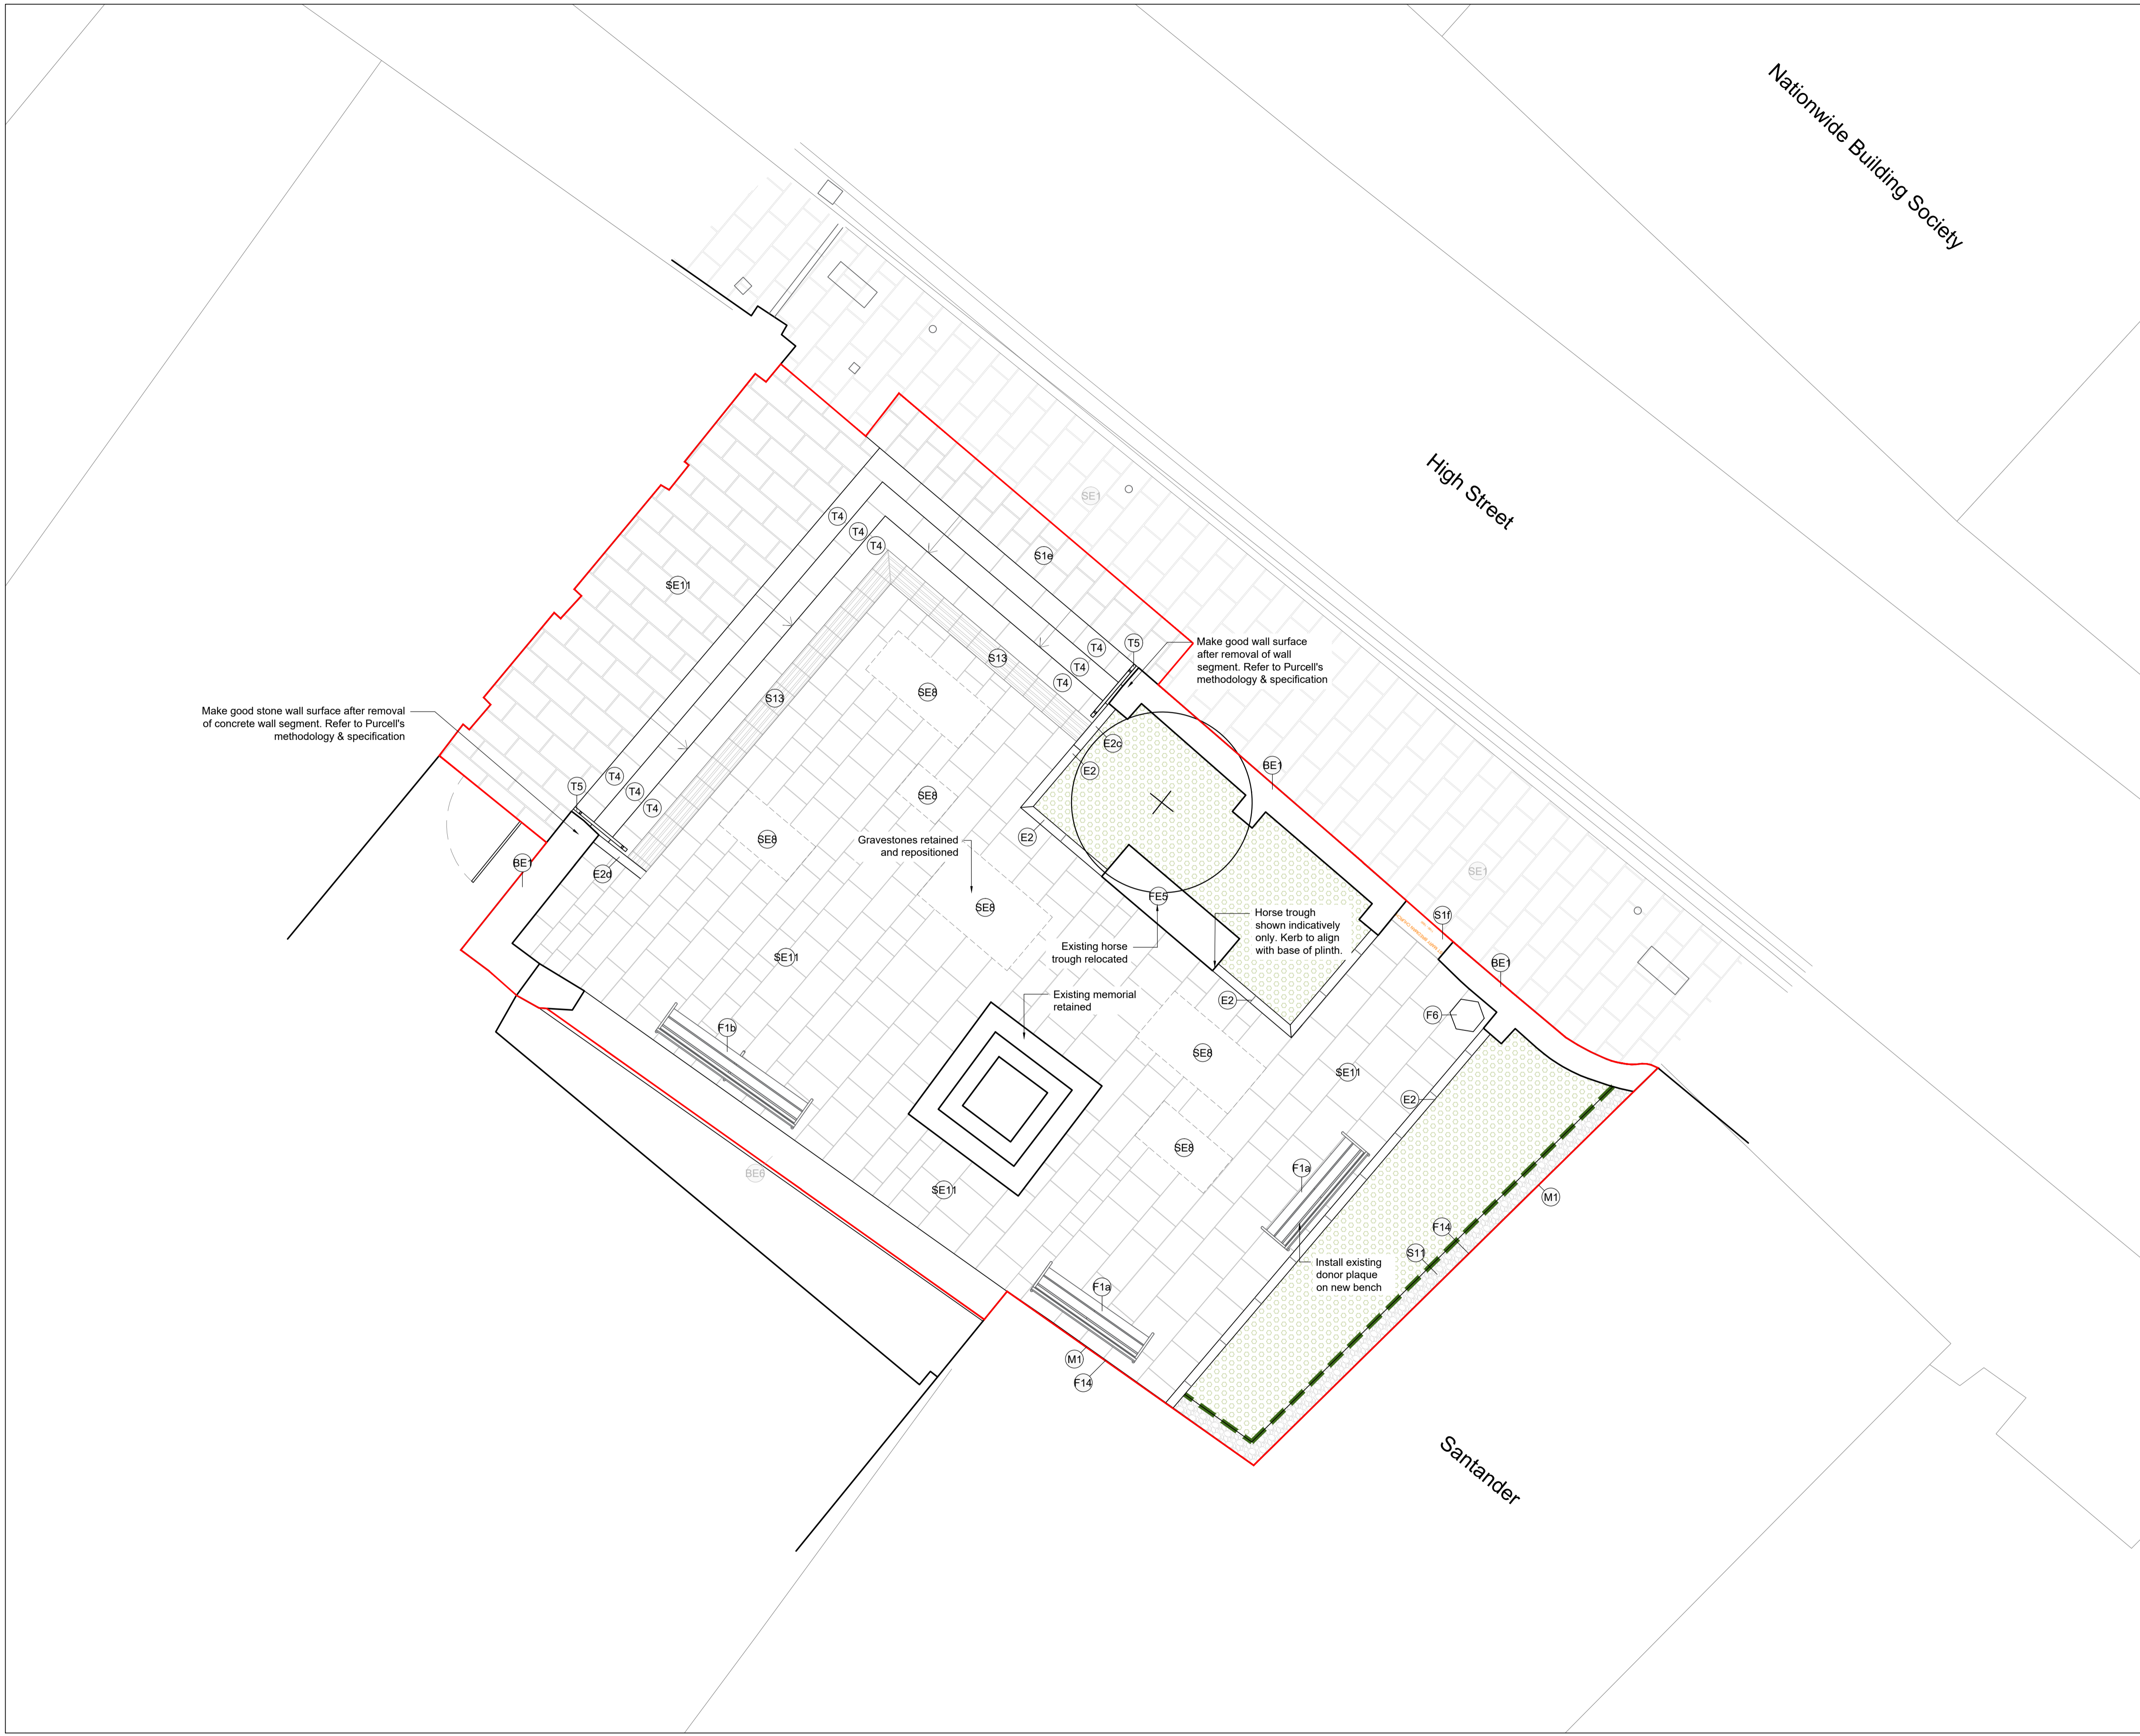 Nationwide Building Society
High Street
SE1
S1e
T4
T4
T4
SE11
S13
S13
T4
T4
T4
T5
Make good wall surface
after removal of wall
segment. Refer to Purcell's
methodology & specification
SE8
Make good stone wall surface after removal
of concrete wall segment. Refer to Purcell's
methodology & specification
E2c
E2
BE1
T5
T4
T4
T4
SE8
SE8
E2
Gravestones retained
and repositioned
BE1
E2d
SE1
FE5
SE8
Horse trough
shown indicatively
only. Kerb to align
with base of plinth.
S1f
Existing horse
trough relocated
SE11
BE1
Existing memorial
retained
E2
F6
F1b
SE8
SE11
E2
SE8
BE6
F1a
SE11
M1
F14
S11
Install existing
donor plaque
on new bench
F1a
M1
F14
Santander